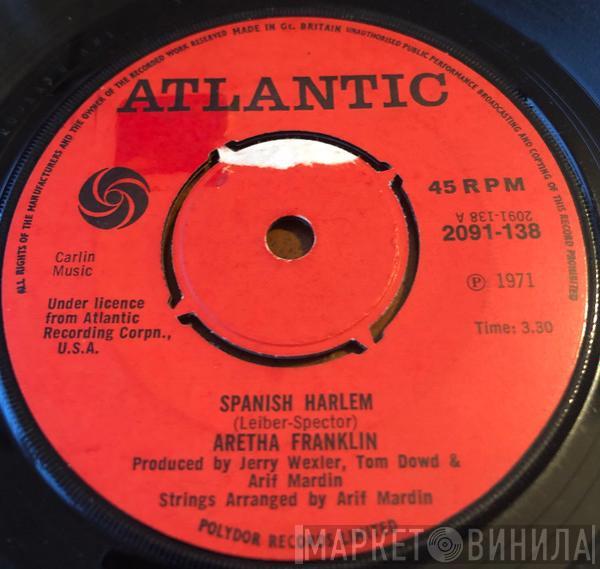 ALL RIGHTS OF THE MANUFACTURERS AND THE OWNER OF THE RECORDED WORK RESERVED MADE IN Gt. BRITAIN UNAUTHORISED PUBLIC PERFORMANCE BROADCASTING AND COPYING OF THIS RECORD PROHIBITED
ATLANTIC
45 RPM
2091-138 A
2091-138
Carlin
Music
℗ 1971
Under licence
from Atlantic
Recording Corpn.,
U.S.A.
Time: 3.30
SPANISH HARLEM
(Leiber-Spector)
ARETHA FRANKLIN
Produced by Jerry Wexler, Tom Dowd &
Arif Mardin
Strings Arranged by Arif Mardin
POLYDOR RECORDS LIMITED
МАРКЕТ ВИНИЛА